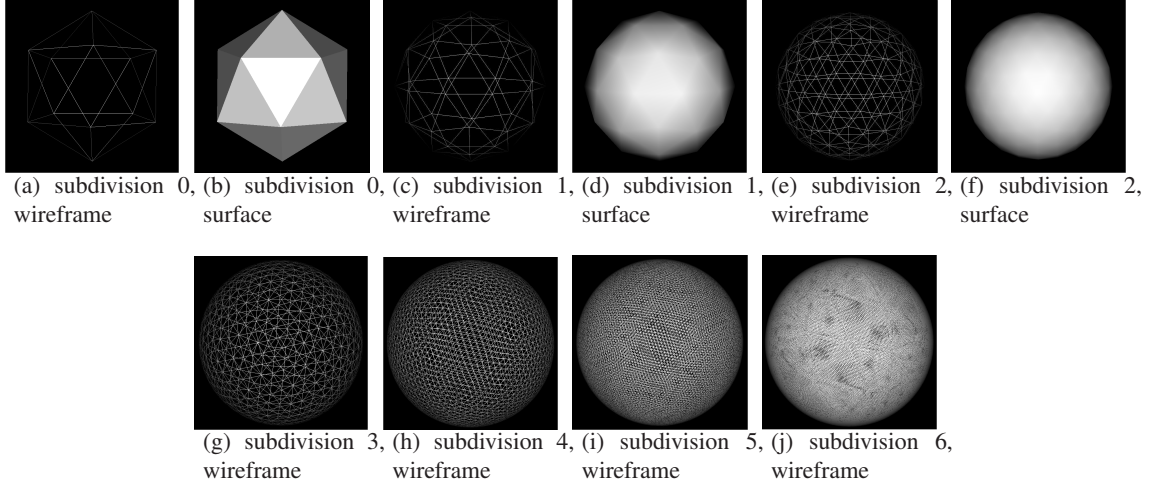 (a) subdivision 0, (b) subdivision 0, (c) subdivision 1, (d) subdivision 1, (e) subdivision 2, (f) subdivision 2,
wireframe surface wireframe surface wireframe surface
(g) subdivision 3, (h) subdivision 4, (i) subdivision 5, (j) subdivision 6,
wireframe wireframe wireframe wireframe